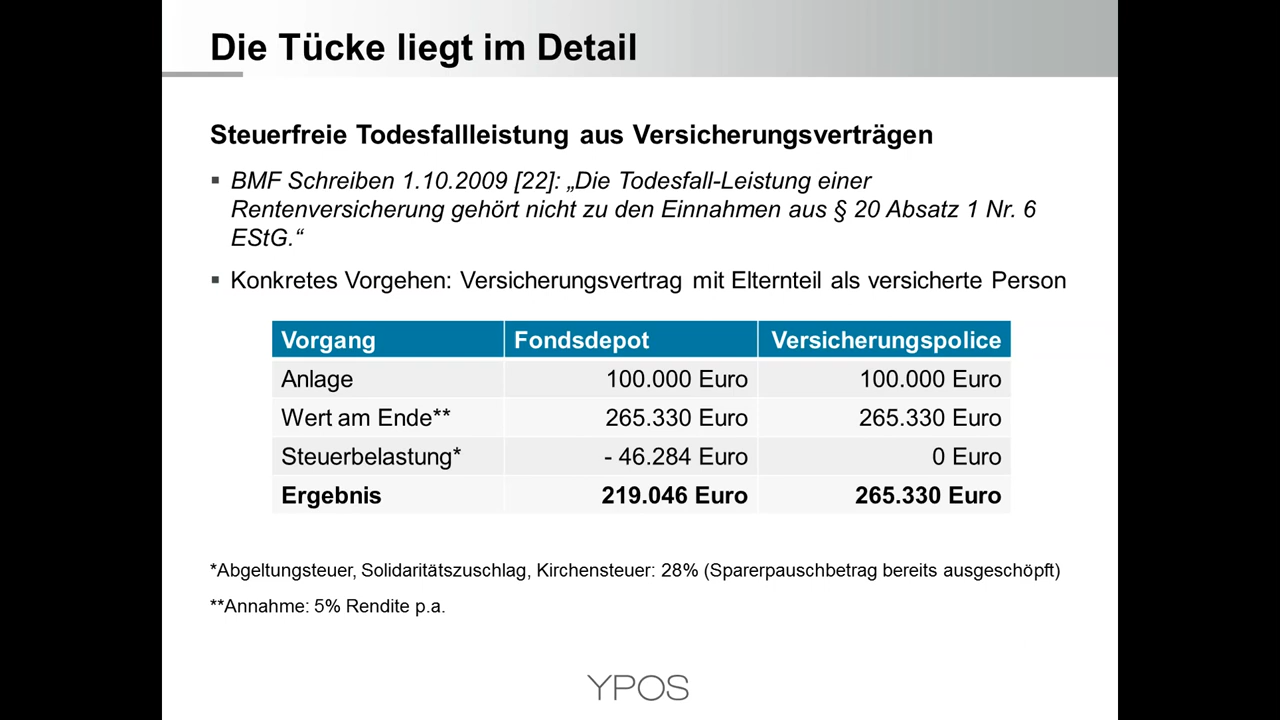 Die Tücke liegt im Detail
Steuerfreie Todesfallleistung aus Versicherungsverträgen
▪ BMF Schreiben 1.10.2009 [22]: „Die Todesfall-Leistung einer
Rentenversicherung gehört nicht zu den Einnahmen aus § 20 Absatz 1 Nr. 6
EStG.“
▪ Konkretes Vorgehen: Versicherungsvertrag mit Elternteil als versicherte Person
Vorgang Fondsdepot Versicherungspolice
Anlage 100.000 Euro 100.000 Euro
Wert am Ende** 265.330 Euro 265.330 Euro
Steuerbelastung* - 46.284 Euro 0 Euro
Ergebnis 219.046 Euro 265.330 Euro
*Abgeltungsteuer, Solidaritätszuschlag, Kirchensteuer: 28% (Sparerpauschbetrag bereits ausgeschöpft)
**Annahme: 5% Rendite p.a.
YPOS